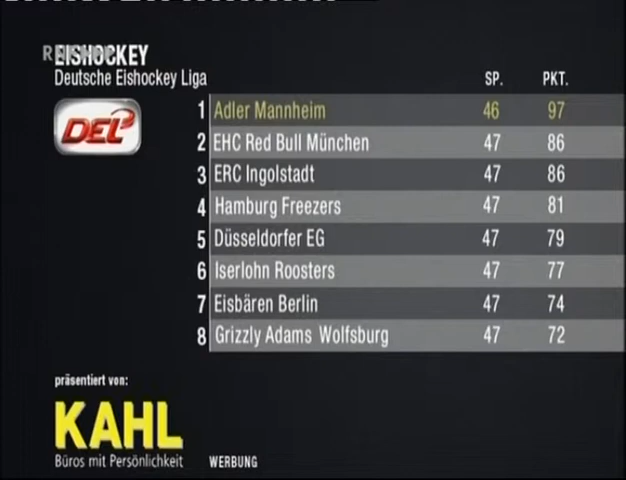 EISHOCKEY
Deutsche Eishockey Liga SP. PKT.
DEL
1 Adler Mannheim 46 97
2 EHC Red Bull München 47 86
3 ERC Ingolstadt 47 86
4 Hamburg Freezers 47 81
5 Düsseldorfer EG 47 79
6 Iserlohn Roosters 47 77
7 Eisbären Berlin 47 74
8 Grizzly Adams Wolfsburg 47 72
präsentiert von:
KAHL
Büros mit Persönlichkeit WERBUNG